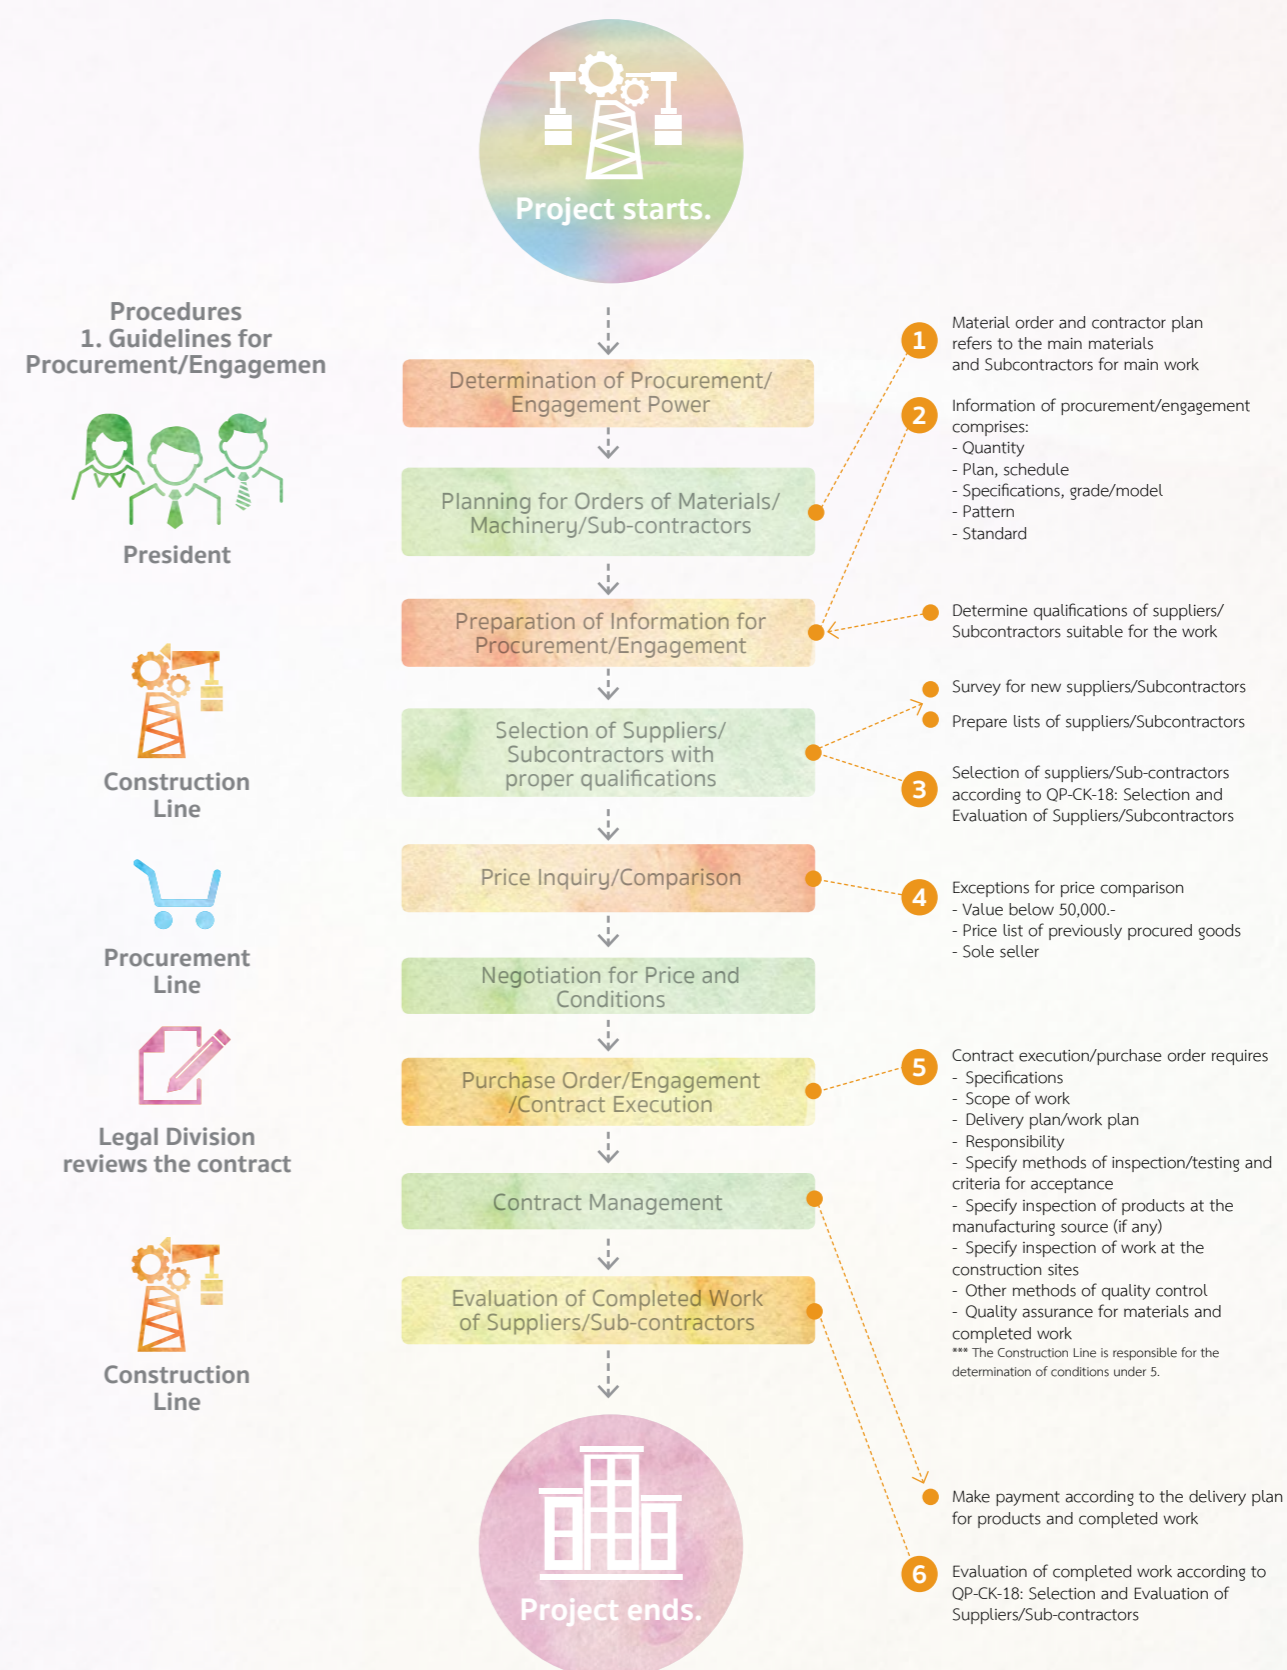 Project starts.
Procedures
1. Guidelines for
Procurement/Engagemen
President
Construction
Line
Procurement
Line
Legal Division
reviews the contract
Construction
Line
Determination of Procurement/
Engagement Power
Planning for Orders of Materials/
Machinery/Sub-contractors
Preparation of Information for
Procurement/Engagement
Selection of Suppliers/
Subcontractors with
proper qualifications
Price Inquiry/Comparison
Negotiation for Price and
Conditions
Purchase Order/Engagement
/Contract Execution
Contract Management
Evaluation of Completed Work
of Suppliers/Sub-contractors
Project ends.
1
Material order and contractor plan
refers to the main materials
and Subcontractors for main work
2
Information of procurement/engagement
comprises:
- Quantity
- Plan, schedule
- Specifications, grade/model
- Pattern
- Standard
Determine qualifications of suppliers/
Subcontractors suitable for the work
Survey for new suppliers/Subcontractors
Prepare lists of suppliers/Subcontractors
3
Selection of suppliers/Sub-contractors
according to QP-CK-18: Selection and
Evaluation of Suppliers/Subcontractors
4
Exceptions for price comparison
- Value below 50,000.-
- Price list of previously procured goods
- Sole seller
5
Contract execution/purchase order requires
- Specifications
- Scope of work
- Delivery plan/work plan
- Responsibility
- Specify methods of inspection/testing and
criteria for acceptance
- Specify inspection of products at the
manufacturing source (if any)
- Specify inspection of work at the
construction sites
- Other methods of quality control
- Quality assurance for materials and
completed work
*** The Construction Line is responsible for the
determination of conditions under 5.
Make payment according to the delivery plan
for products and completed work
6
Evaluation of completed work according to
QP-CK-18: Selection and Evaluation of
Suppliers/Sub-contractors